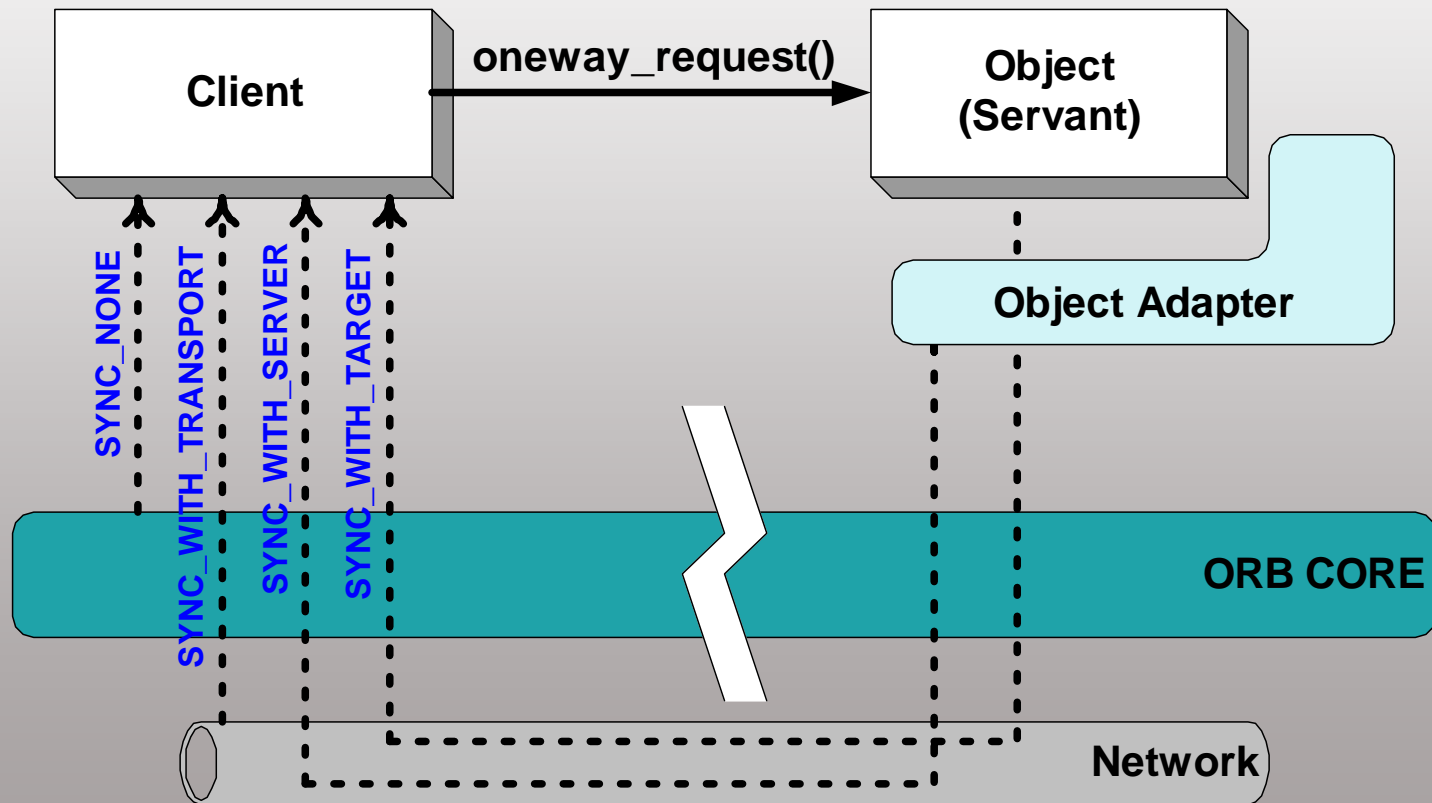 Client
oneway_request()
Object
(Servant)
SYNC_NONE
SYNC_WITH_TRANSPORT
SYNC_WITH_SERVER
SYNC_WITH_TARGET
Object Adapter
ORB CORE
Network